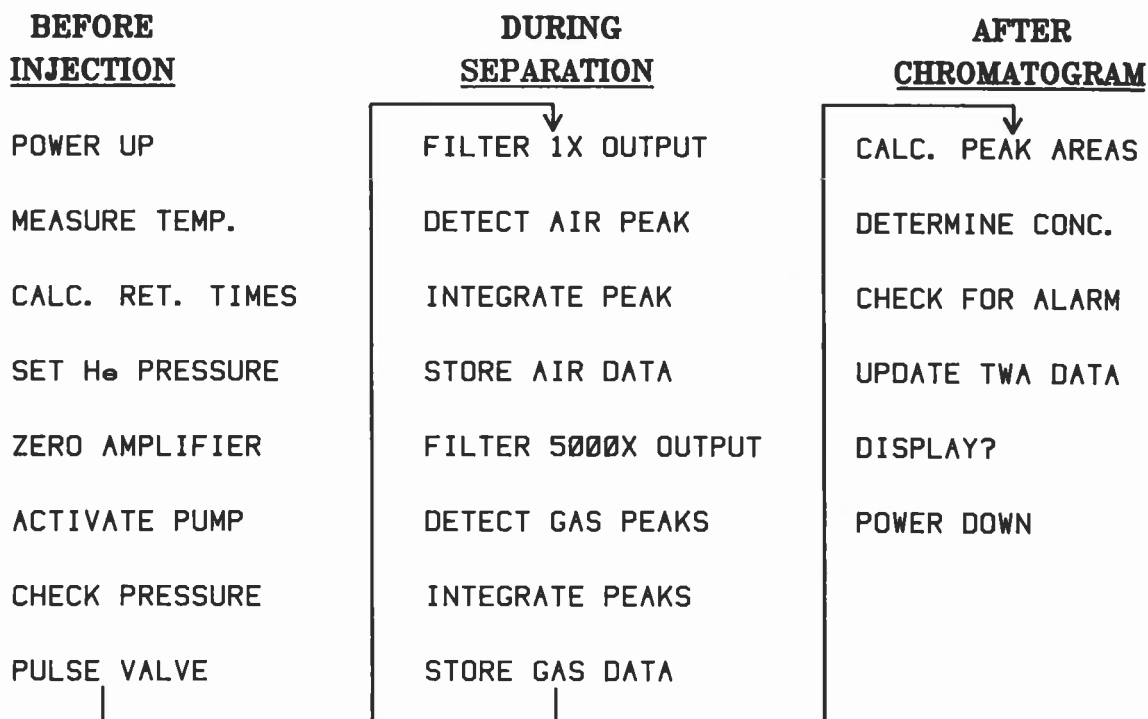 BEFORE
INJECTION
POWER UP
MEASURE TEMP.
CALC. RET. TIMES
SET He PRESSURE
ZERO AMPLIFIER
ACTIVATE PUMP
CHECK PRESSURE
PULSE VALVE
DURING
SEPARATION
FILTER 1X OUTPUT
DETECT AIR PEAK
INTEGRATE PEAK
STORE AIR DATA
FILTER 5000X OUTPUT
DETECT GAS PEAKS
INTEGRATE PEAKS
STORE GAS DATA
AFTER
CHROMATOGRAM
CALC. PEAK AREAS
DETERMINE CONC.
CHECK FOR ALARM
UPDATE TWA DATA
DISPLAY?
POWER DOWN